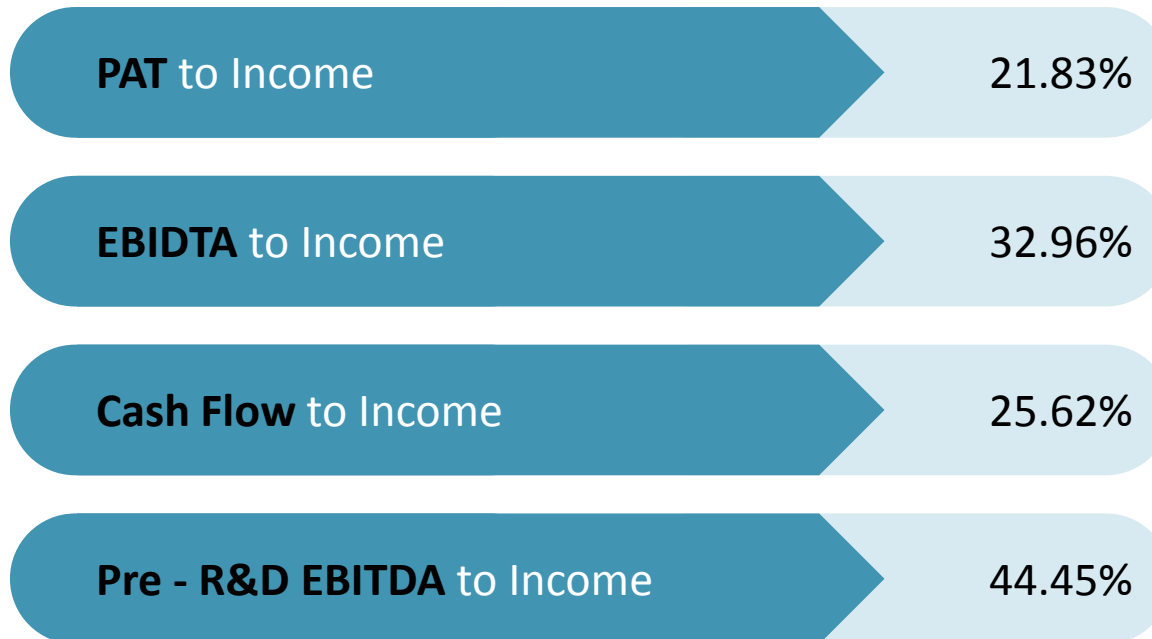 PAT to Income 21.83%
EBIDTA to Income 32.96%
Cash Flow to Income 25.62%
Pre - R&D EBITDA to Income 44.45%